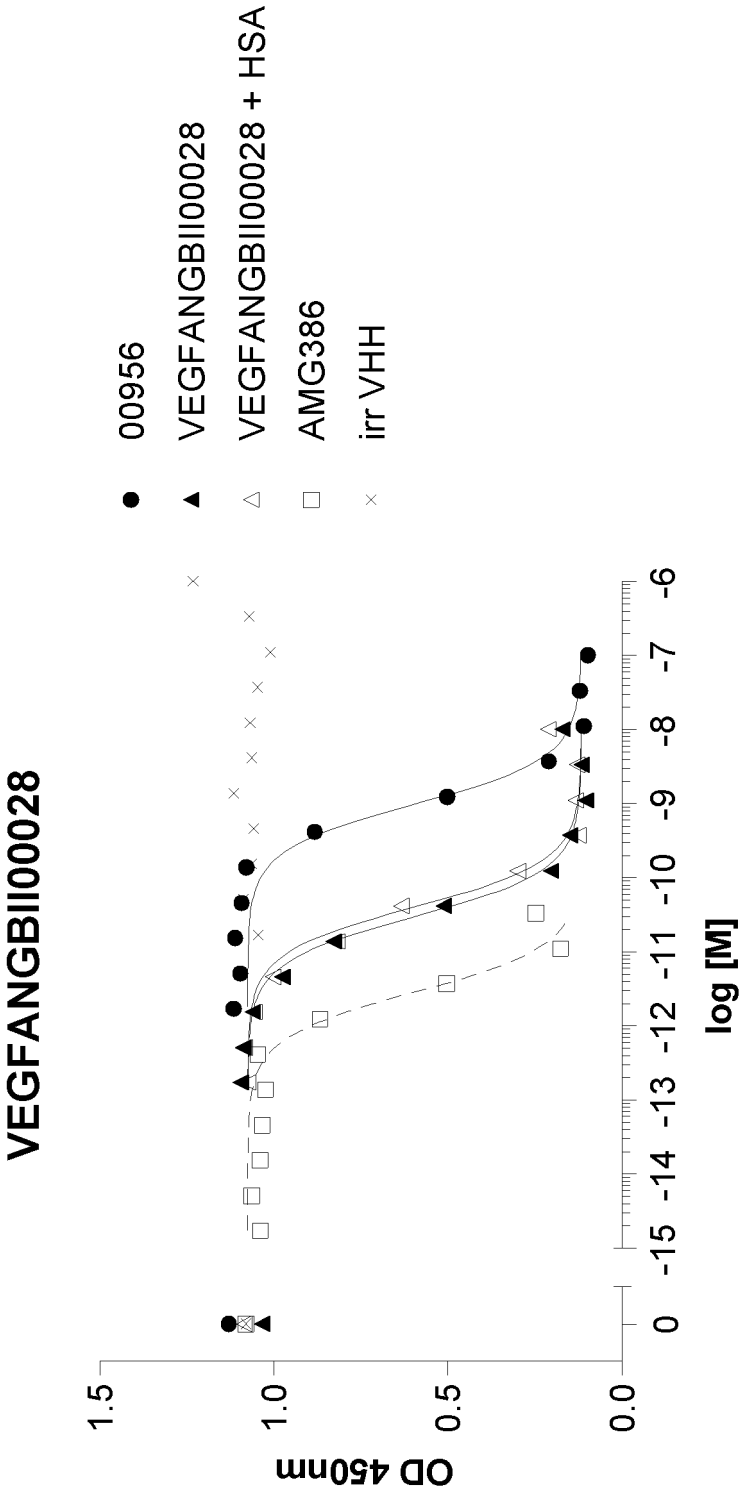 VEGFANGBII00028
00956
VEGFANGBII00028
VEGFANGBII00028 + HSA
AMG386
irr VHH
OD 450nm
1.5
1.0
0.5
0.0
0 -15 -14 -13 -12 -11 -10 -9 -8 -7 -6
log [M]